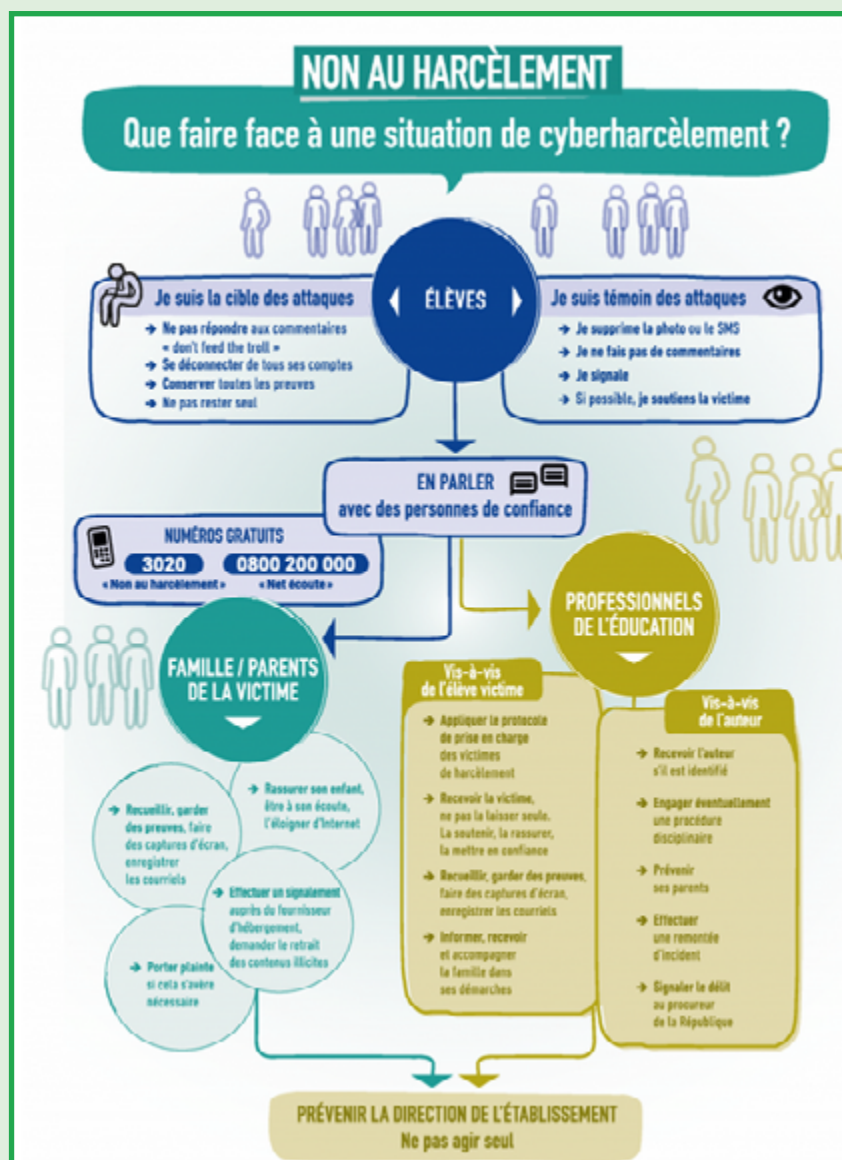 NON AU HARCÈLEMENT
Que faire face à une situation de cyberharcèlement ?
ÉLÈVES
Je suis la cible des attaques
→ Ne pas répondre aux commentaires
« don't feed the troll »
→ Se déconnecter de tous ses comptes
→ Conserver toutes les preuves
→ Ne pas rester seul
Je suis témoin des attaques
→ Je supprime la photo ou le SMS
→ Je ne fais pas de commentaires
→ Je signale
→ Si possible, je soutiens la victime
EN PARLER
avec des personnes de confiance
NUMÉROS GRATUITS
3020 0800 200 000
« Non au harcèlement » « Net écoute »
FAMILLE / PARENTS
DE LA VICTIME
→ Rassurer son enfant,
être à son écoute,
l'éloigner d'Internet
→ Recueillir, garder
des preuves, faire
des captures d'écran,
enregistrer
les courriels
→ Effectuer un signalement
auprès du fournisseur
d'hébergement,
demander le retrait
des contenus illicites
→ Porter plainte
si cela s'avère
nécessaire
PROFESSIONNELS
DE L'ÉDUCATION
Vis-à-vis
de l'élève victime
→ Appliquer le protocole
de prise en charge
des victimes
de harcèlement
→ Recevoir la victime,
ne pas la laisser seule.
La soutenir, la rassurer,
la mettre en confiance
→ Recueillir, garder des preuves,
faire des captures d'écran,
enregistrer les courriels
→ Informer, recevoir
et accompagner
la famille dans
ses démarches
Vis-à-vis
de l'auteur
→ Recevoir l'auteur
s'il est identifié
→ Engager éventuellement
une procédure
disciplinaire
→ Prévenir
ses parents
→ Effectuer
une remontée
d'incident
→ Signaler le délit
au procureur
de la République
PRÉVENIR LA DIRECTION DE L'ÉTABLISSEMENT
Ne pas agir seul